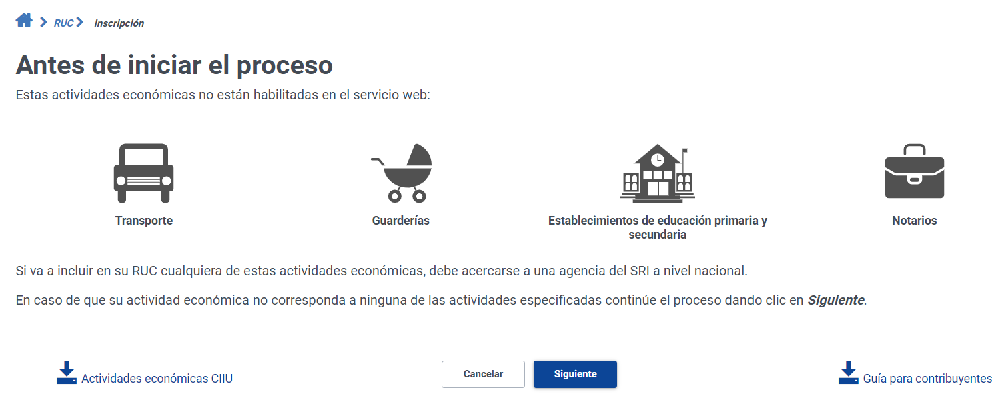 RUC Inscripción
Antes de iniciar el proceso
Estas actividades económicas no están habilitadas en el servicio web:
Transporte
Guarderías
Establecimientos de educación primaria y
secundaria
Notarios
Si va a incluir en su RUC cualquiera de estas actividades económicas, debe acercarse a una agencia del SRI a nivel nacional.
En caso de que su actividad económica no corresponda a ninguna de las actividades especificadas continúe el proceso dando clic en Siguiente.
Actividades económicas CIIU
Cancelar
Siguiente
Guía para contribuyentes